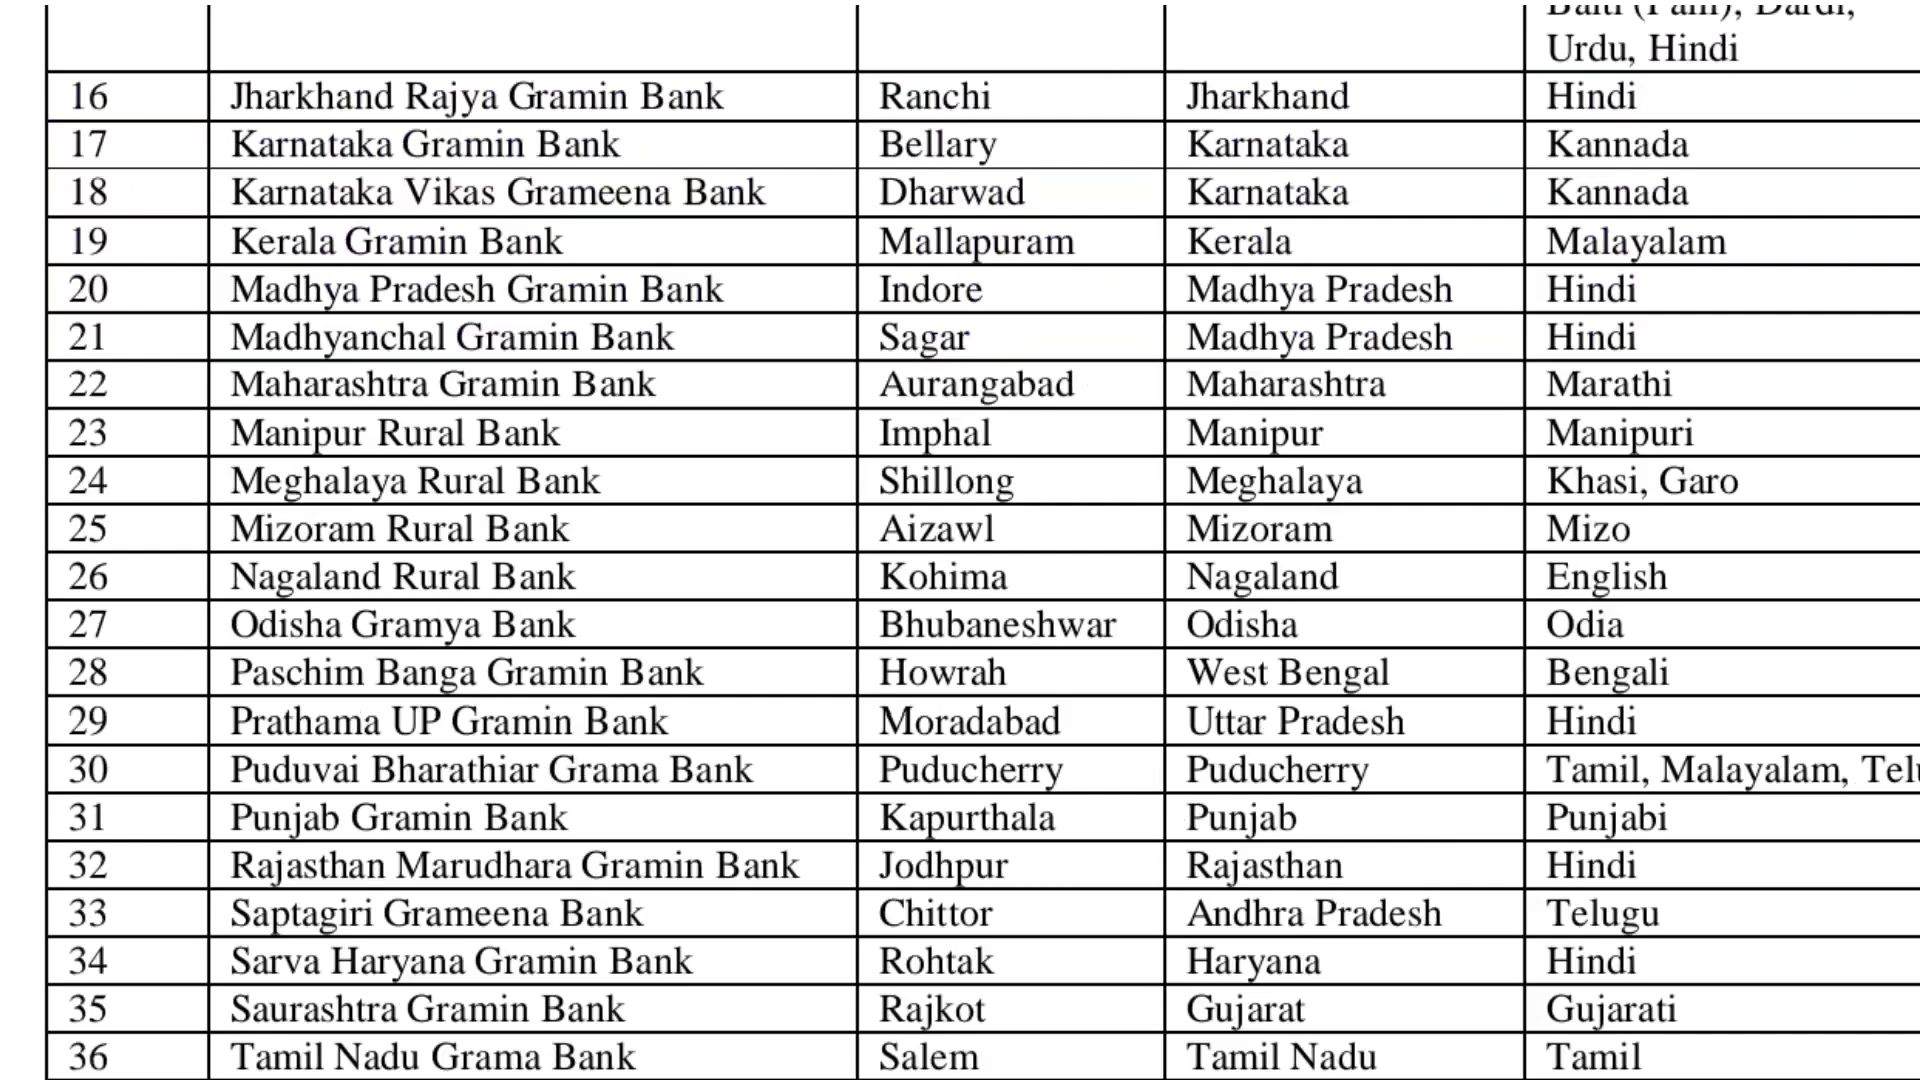 Urdu, Hindi
16 Jharkhand Rajya Gramin Bank Ranchi Jharkhand Hindi
17 Karnataka Gramin Bank Bellary Karnataka Kannada
18 Karnataka Vikas Grameena Bank Dharwad Karnataka Kannada
19 Kerala Gramin Bank Mallapuram Kerala Malayalam
20 Madhya Pradesh Gramin Bank Indore Madhya Pradesh Hindi
21 Madhyanchal Gramin Bank Sagar Madhya Pradesh Hindi
22 Maharashtra Gramin Bank Aurangabad Maharashtra Marathi
23 Manipur Rural Bank Imphal Manipur Manipuri
24 Meghalaya Rural Bank Shillong Meghalaya Khasi, Garo
25 Mizoram Rural Bank Aizawl Mizoram Mizo
26 Nagaland Rural Bank Kohima Nagaland English
27 Odisha Gramya Bank Bhubaneshwar Odisha Odia
28 Paschim Banga Gramin Bank Howrah West Bengal Bengali
29 Prathama UP Gramin Bank Moradabad Uttar Pradesh Hindi
30 Puduvai Bharathiar Grama Bank Puducherry Puducherry Tamil, Malayalam,
31 Punjab Gramin Bank Kapurthala Punjab Punjabi
32 Rajasthan Marudhara Gramin Bank Jodhpur Rajasthan Hindi
33 Saptagiri Grameena Bank Chittor Andhra Pradesh Telugu
34 Sarva Haryana Gramin Bank Rohtak Haryana Hindi
35 Saurashtra Gramin Bank Rajkot Gujarat Gujarati
36 Tamil Nadu Grama Bank Salem Tamil Nadu Tamil